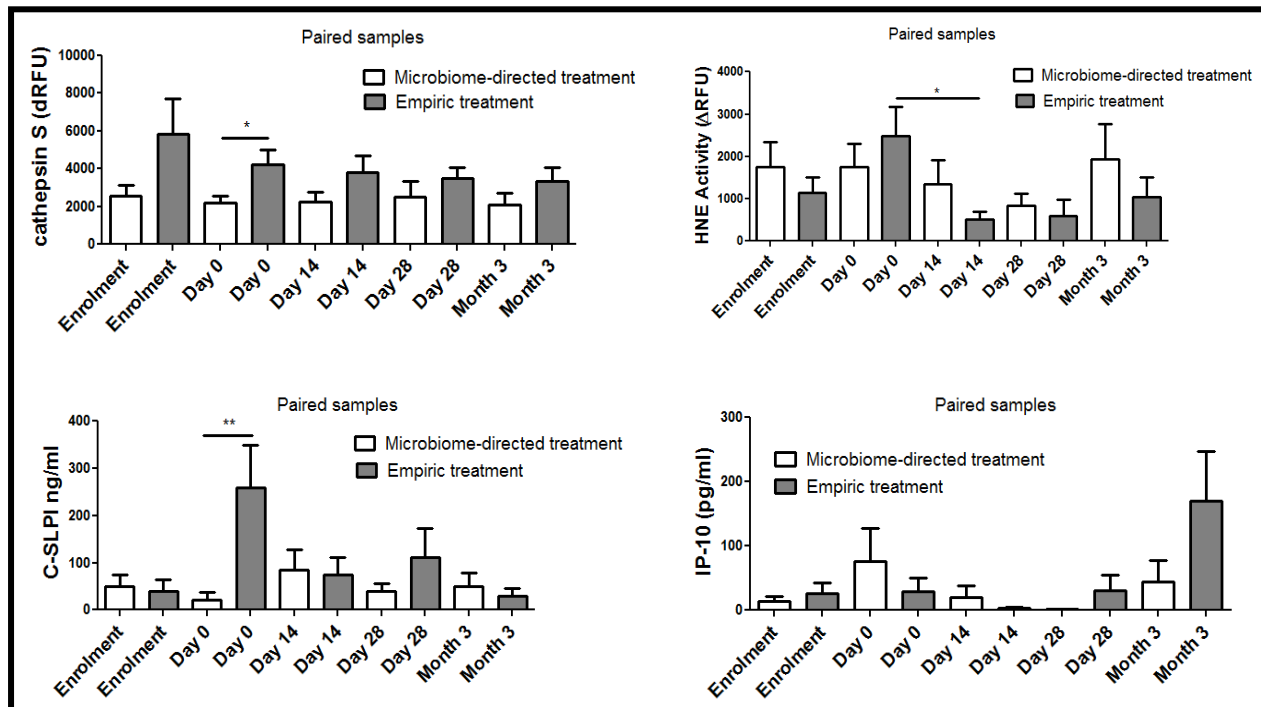 Paired samples
cathepsin S (dRFU)
10000
8000
6000
4000
2000
0
Microbiome-directed treatment
Empiric treatment
*
Enrolment
Enrolment
Day 0
Day 0
Day 14
Day 14
Day 28
Day 28
Month 3
Month 3
Paired samples
HNE Activity (ΔRFU)
4000
3000
2000
1000
0
Microbiome-directed treatment
Empiric treatment
*
Enrolment
Enrolment
Day 0
Day 0
Day 14
Day 14
Day 28
Day 28
Month 3
Month 3
Paired samples
C-SLPI ng/ml
400
300
200
100
0
**
Microbiome-directed treatment
Empiric treatment
Enrolment
Enrolment
Day 0
Day 0
Day 14
Day 14
Day 28
Day 28
Month 3
Month 3
Paired samples
IP-10 (pg/ml)
300
200
100
0
Microbiome-directed treatment
Empiric treatment
Enrolment
Enrolment
Day 0
Day 0
Day 14
Day 14
Day 28
Day 28
Month 3
Month 3